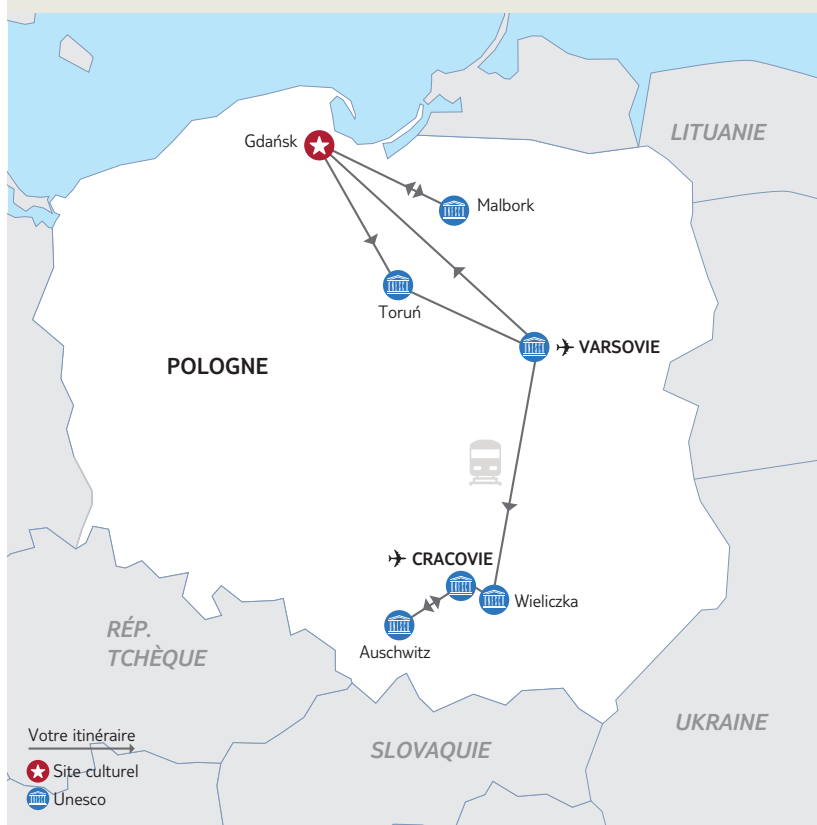 LITUANIE
Gdańsk
Malbork
Toruń
VARSOVIE
POLOGNE
CRACOVIE
Wieliczka
Auschwitz
RÉP.
TCHÈQUE
UKRAINE
SLOVAQUIE
Votre itinéraire
Site culturel
Unesco